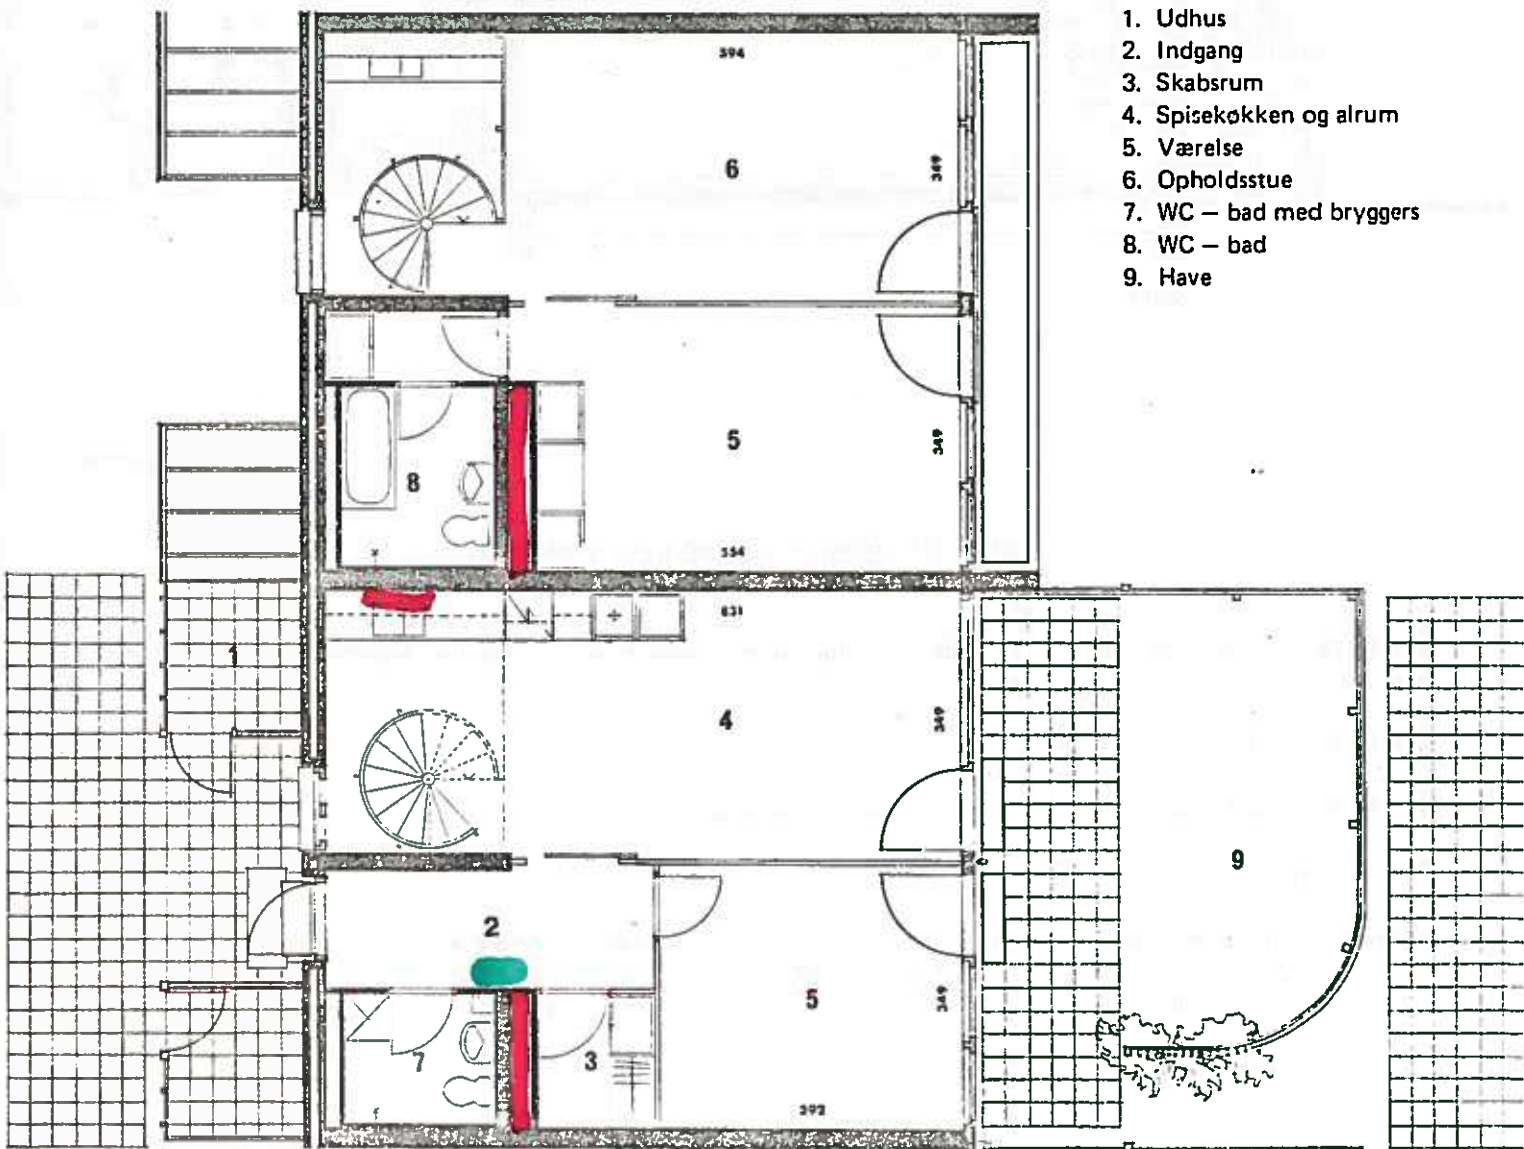 1. Udhus
2. Indgang
3. Skabsrum
4. Spisekøkken og alrum
5. Værelse
6. Opholdsstue
7. WC – bad med bryggers
8. WC – bad
9. Have
394
6
349
5
349
8
554
631
1
4
349
9
2
5
349
7
3
392